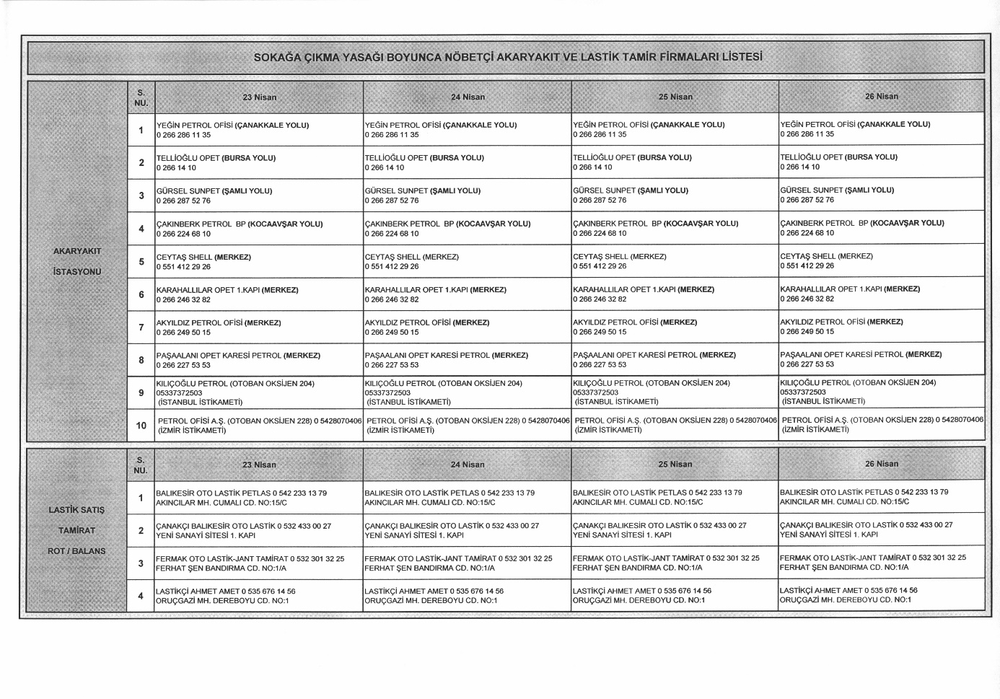 SOKAĞA ÇIKMA YASAĞI BOYUNCA NÖBETÇİ AKARYAKIT VE LASTİK TAMİR FİRMALARI LİSTESİ
AKARYAKIT
İSTASYONU
S.
NU.
23 Nisan
24 Nisan
25 Nisan
26 Nisan
1
YEĞİN PETROL OFİSİ (ÇANAKKALE YOLU)
0 266 286 11 35
YEĞİN PETROL OFİSİ (ÇANAKKALE YOLU)
0 266 286 11 35
YEĞİN PETROL OFİSİ (ÇANAKKALE YOLU)
0 266 286 11 35
YEĞİN PETROL OFİSİ (ÇANAKKALE YOLU)
0 266 286 11 35
2
TELLİOĞLU OPET (BURSA YOLU)
0 266 14 10
TELLİOĞLU OPET (BURSA YOLU)
0 266 14 10
TELLİOĞLU OPET (BURSA YOLU)
0 266 14 10
TELLİOĞLU OPET (BURSA YOLU)
0 266 14 10
3
GÜRSEL SUNPET (ŞAMLI YOLU)
0 266 287 52 76
GÜRSEL SUNPET (ŞAMLI YOLU)
0 266 287 52 76
GÜRSEL SUNPET (ŞAMLI YOLU)
0 266 287 52 76
GÜRSEL SUNPET (ŞAMLI YOLU)
0 266 287 52 76
4
ÇAKINBERK PETROL BP (KOCAAVŞAR YOLU)
0 266 224 68 10
ÇAKINBERK PETROL BP (KOCAAVŞAR YOLU)
0 266 224 68 10
ÇAKINBERK PETROL BP (KOCAAVŞAR YOLU)
0 266 224 68 10
ÇAKINBERK PETROL BP (KOCAAVŞAR YOLU)
0 266 224 68 10
5
CEYTAŞ SHELL (MERKEZ)
0 551 412 29 26
CEYTAŞ SHELL (MERKEZ)
0 551 412 29 26
CEYTAŞ SHELL (MERKEZ)
0 551 412 29 26
CEYTAŞ SHELL (MERKEZ)
0 551 412 29 26
6
KARAHALLILAR OPET 1.KAPI (MERKEZ)
0 266 246 32 82
KARAHALLILAR OPET 1.KAPI (MERKEZ)
0 266 246 32 82
KARAHALLILAR OPET 1.KAPI (MERKEZ)
0 266 246 32 82
KARAHALLILAR OPET 1.KAPI (MERKEZ)
0 266 246 32 82
7
AKYILDIZ PETROL OFİSİ (MERKEZ)
0 266 249 50 15
AKYILDIZ PETROL OFİSİ (MERKEZ)
0 266 249 50 15
AKYILDIZ PETROL OFİSİ (MERKEZ)
0 266 249 50 15
AKYILDIZ PETROL OFİSİ (MERKEZ)
0 266 249 50 15
8
PAŞAALANI OPET KARESİ PETROL (MERKEZ)
0 266 227 53 53
PAŞAALANI OPET KARESİ PETROL (MERKEZ)
0 266 227 53 53
PAŞAALANI OPET KARESİ PETROL (MERKEZ)
0 266 227 53 53
PAŞAALANI OPET KARESİ PETROL (MERKEZ)
0 266 227 53 53
9
KILIÇOĞLU PETROL (OTOBAN OKSİJEN 204)
05337372503
(İSTANBUL İSTİKAMETİ)
KILIÇOĞLU PETROL (OTOBAN OKSİJEN 204)
05337372503
(İSTANBUL İSTİKAMETİ)
KILIÇOĞLU PETROL (OTOBAN OKSİJEN 204)
05337372503
(İSTANBUL İSTİKAMETİ)
KILIÇOĞLU PETROL (OTOBAN OKSİJEN 204)
05337372503
(İSTANBUL İSTİKAMETİ)
10
PETROL OFİSİ A.Ş. (OTOBAN OKSİJEN 228) 0 5428070406
(İZMİR İSTİKAMETİ)
PETROL OFİSİ A.Ş. (OTOBAN OKSİJEN 228) 0 5428070406
(İZMİR İSTİKAMETİ)
PETROL OFİSİ A.Ş. (OTOBAN OKSİJEN 228) 0 5428070406
(İZMİR İSTİKAMETİ)
PETROL OFİSİ A.Ş. (OTOBAN OKSİJEN 228) 0 5428070406
(İZMİR İSTİKAMETİ)
LASTİK SATIŞ
TAMİRAT
ROT / BALANS
S.
NU.
23 Nisan
24 Nisan
25 Nisan
26 Nisan
1
BALIKESİR OTO LASTİK PETLAS 0 542 233 13 79
AKINCILAR MH. CUMALI CD. NO:15/C
BALIKESİR OTO LASTİK PETLAS 0 542 233 13 79
AKINCILAR MH. CUMALI CD. NO:15/C
BALIKESİR OTO LASTİK PETLAS 0 542 233 13 79
AKINCILAR MH. CUMALI CD. NO:15/C
BALIKESİR OTO LASTİK PETLAS 0 542 233 13 79
AKINCILAR MH. CUMALI CD. NO:15/C
2
ÇANAKÇI BALIKESİR OTO LASTİK 0 532 433 00 27
YENİ SANAYİ SİTESİ 1. KAPI
ÇANAKÇI BALIKESİR OTO LASTİK 0 532 433 00 27
YENİ SANAYİ SİTESİ 1. KAPI
ÇANAKÇI BALIKESİR OTO LASTİK 0 532 433 00 27
YENİ SANAYİ SİTESİ 1. KAPI
ÇANAKÇI BALIKESİR OTO LASTİK 0 532 433 00 27
YENİ SANAYİ SİTESİ 1. KAPI
3
FERMAK OTO LASTİK-JANT TAMİRAT 0 532 301 32 25
FERHAT ŞEN BANDIRMA CD. NO:1/A
FERMAK OTO LASTİK-JANT TAMİRAT 0 532 301 32 25
FERHAT ŞEN BANDIRMA CD. NO:1/A
FERMAK OTO LASTİK-JANT TAMİRAT 0 532 301 32 25
FERHAT ŞEN BANDIRMA CD. NO:1/A
FERMAK OTO LASTİK-JANT TAMİRAT 0 532 301 32 25
FERHAT ŞEN BANDIRMA CD. NO:1/A
4
LASTİKÇİ AHMET AMET 0 535 676 14 56
ORUÇGAZİ MH. DEREBOYU CD. NO:1
LASTİKÇİ AHMET AMET 0 535 676 14 56
ORUÇGAZİ MH. DEREBOYU CD. NO:1
LASTİKÇİ AHMET AMET 0 535 676 14 56
ORUÇGAZİ MH. DEREBOYU CD. NO:1
LASTİKÇİ AHMET AMET 0 535 676 14 56
ORUÇGAZİ MH. DEREBOYU CD. NO:1